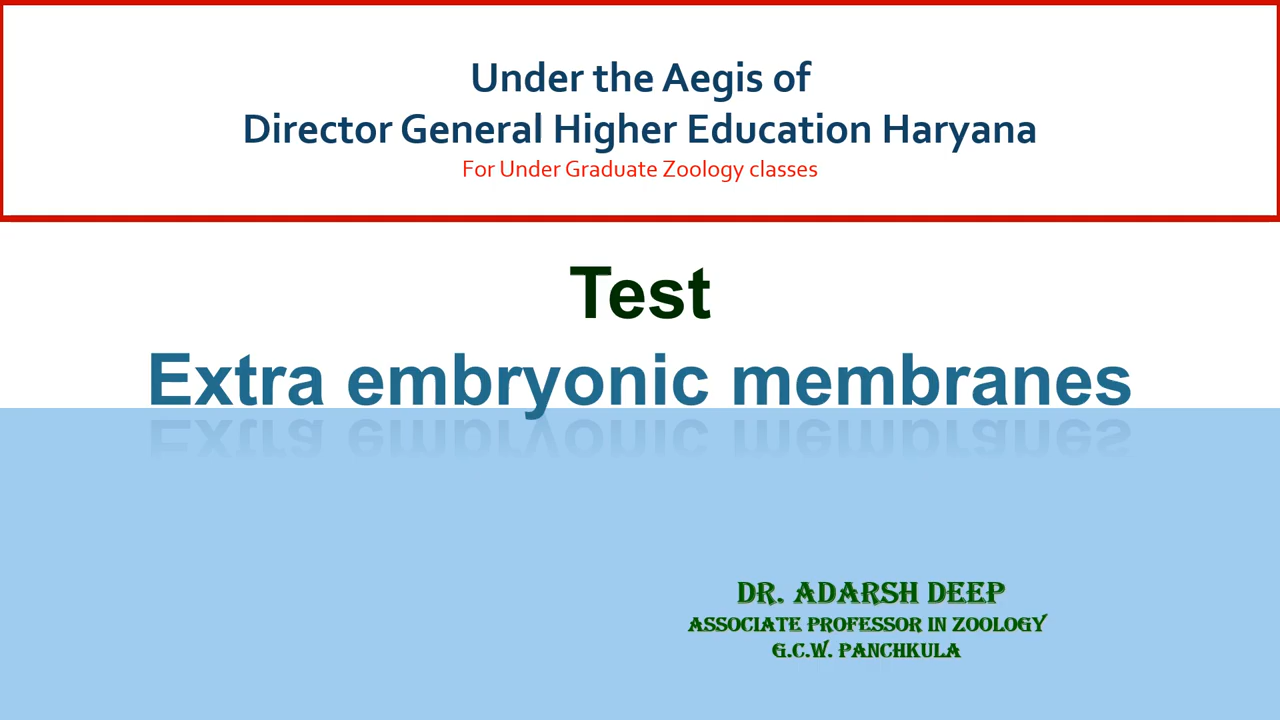 Under the Aegis of
Director General Higher Education Haryana
For Under Graduate Zoology classes
Test
Extra embryonic membranes
DR. ADARSH DEEP
ASSOCIATE PROFESSOR IN ZOOLOGY
G.C.W. PANCHKULA